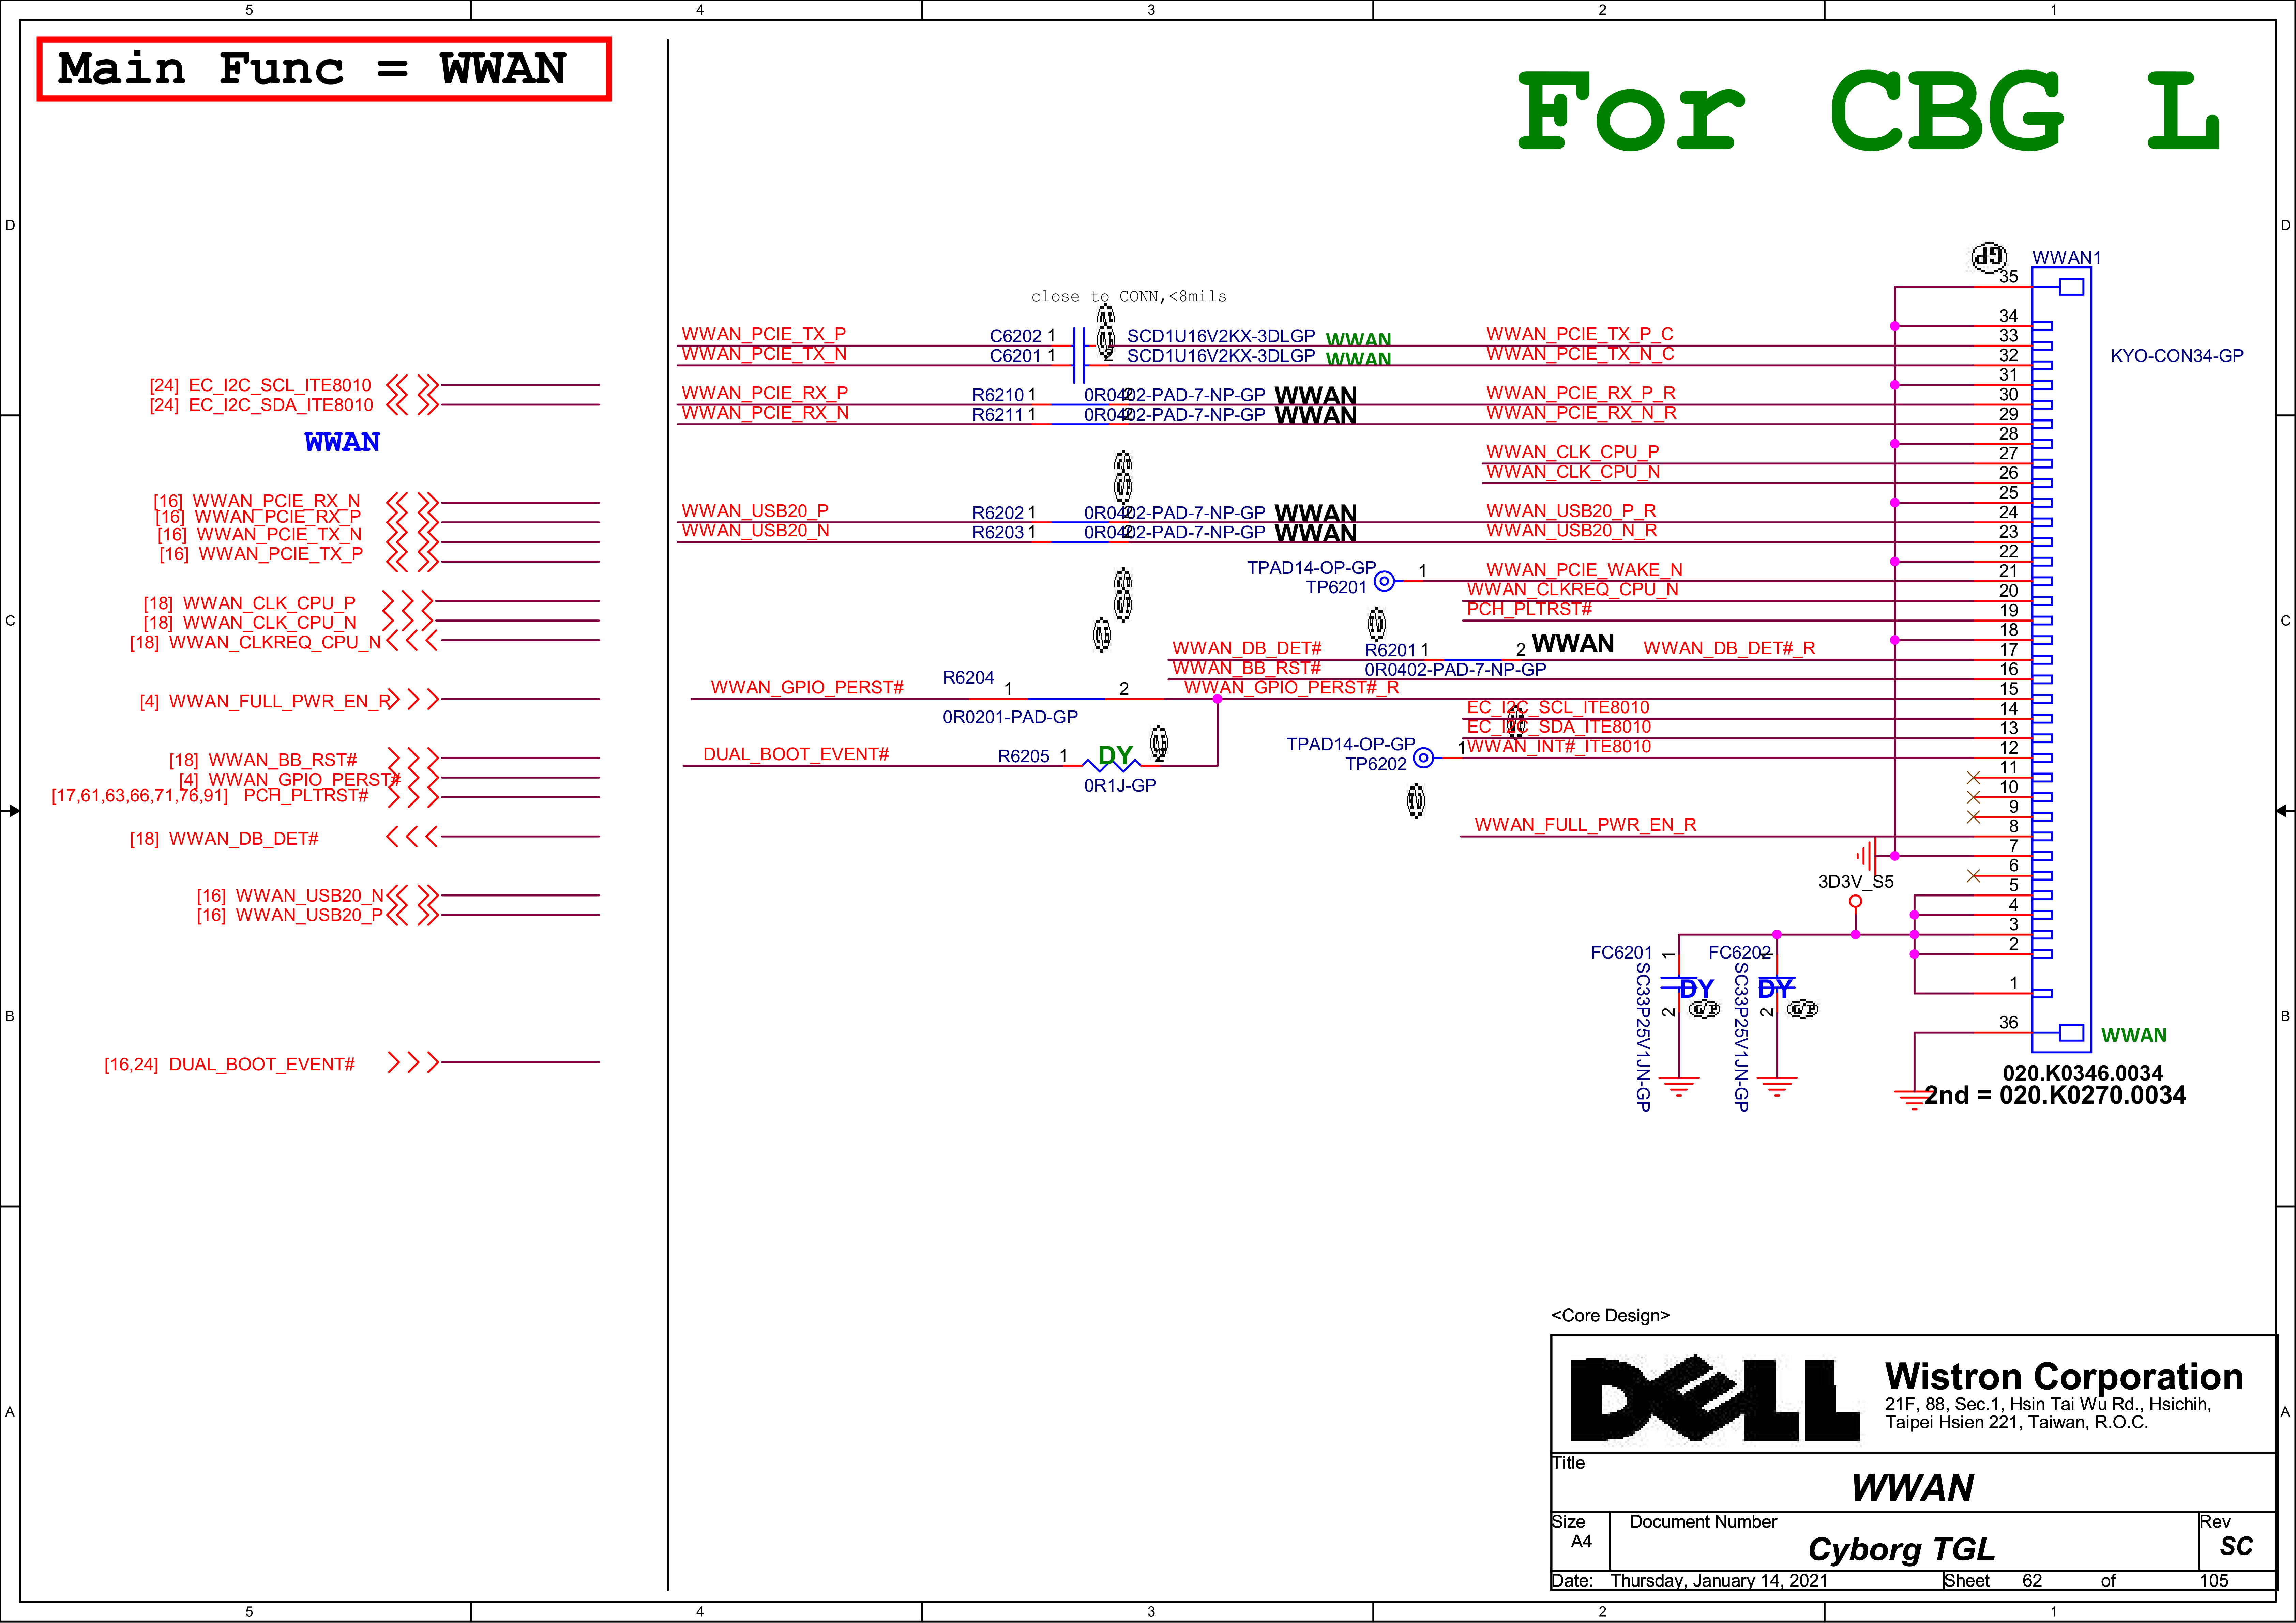 5 4 3 2 1
Main Func = WWAN
For CBG L
D D
WWAN1
35
close to CONN,<8mils
34
WWAN_PCIE_TX_P C6202 1 SCD1U16V2KX-3DLGP WWAN WWAN_PCIE_TX_P_C 33
WWAN_PCIE_TX_N C6201 1 2 SCD1U16V2KX-3DLGP WWAN WWAN_PCIE_TX_N_C 32
KYO-CON34-GP
31
[24] EC_I2C_SCL_ITE8010
WWAN_PCIE_RX_P R6210 1 2 0R0402-PAD-7-NP-GP WWAN WWAN_PCIE_RX_P_R 30
[24] EC_I2C_SDA_ITE8010
WWAN_PCIE_RX_N R6211 1 2 0R0402-PAD-7-NP-GP WWAN WWAN_PCIE_RX_N_R 29
WWAN
28
WWAN_CLK_CPU_P 27
WWAN_CLK_CPU_N 26
25
[16] WWAN_PCIE_RX_N
[16] WWAN_PCIE_RX_P
[16] WWAN_PCIE_TX_N
[16] WWAN_PCIE_TX_P
WWAN_USB20_P R6202 1 2 0R0402-PAD-7-NP-GP WWAN WWAN_USB20_P_R 24
WWAN_USB20_N R6203 1 2 0R0402-PAD-7-NP-GP WWAN WWAN_USB20_N_R 23
22
TPAD14-OP-GP
TP6201 1 WWAN_PCIE_WAKE_N 21
WWAN_CLKREQ_CPU_N 20
PCH_PLTRST# 19
C C
[18] WWAN_CLK_CPU_P
[18] WWAN_CLK_CPU_N
[18] WWAN_CLKREQ_CPU_N
18
WWAN_DB_DET# R6201 1 2 WWAN WWAN_DB_DET#_R 17
0R0402-PAD-7-NP-GP
WWAN_BB_RST# 16
[4] WWAN_FULL_PWR_EN_R
WWAN_GPIO_PERST# R6204 1 2 WWAN_GPIO_PERST#_R 15
0R0201-PAD-GP
EC_I2C_SCL_ITE8010 14
EC_I2C_SDA_ITE8010 13
TPAD14-OP-GP
TP6202 1 WWAN_INT#_ITE8010 12
DUAL_BOOT_EVENT# R6205 1 DY 2
0R1J-GP
[18] WWAN_BB_RST#
[4] WWAN_GPIO_PERST#
[17,61,63,66,71,76,91] PCH_PLTRST#
11
10
9
[18] WWAN_DB_DET#
WWAN_FULL_PWR_EN_R 8
7
6
3D3V_S5
5
[16] WWAN_USB20_N
[16] WWAN_USB20_P
4
3
2
FC6201 1 DY 2 SC33P25V1JN-GP
FC6202 1 DY 2 SC33P25V1JN-GP
1
B B
36
WWAN
[16,24] DUAL_BOOT_EVENT#
020.K0346.0034
2nd = 020.K0270.0034
<Core Design>
DELL
Wistron Corporation
21F, 88, Sec.1, Hsin Tai Wu Rd., Hsichih,
Taipei Hsien 221, Taiwan, R.O.C.
A A
Title
WWAN
Size Document Number Rev
A4 Cyborg TGL SC
Date: Thursday, January 14, 2021 Sheet 62 of 105
5 4 3 2 1